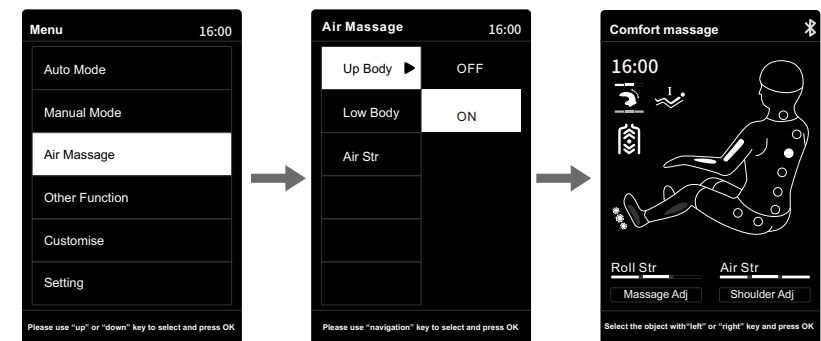 Menu 16:00
Auto Mode
Manual Mode
Air Massage
Other Function
Customise
Setting
Please use “up” or “down” key to select and press OK
Air Massage 16:00
Up Body ▶ OFF
Low Body ON
Air Str
Please use “navigation” key to select and press OK
Comfort massage
16:00
I
Roll Str Air Str
Massage Adj Shoulder Adj
Select the object with“left” or “right” key and press OK